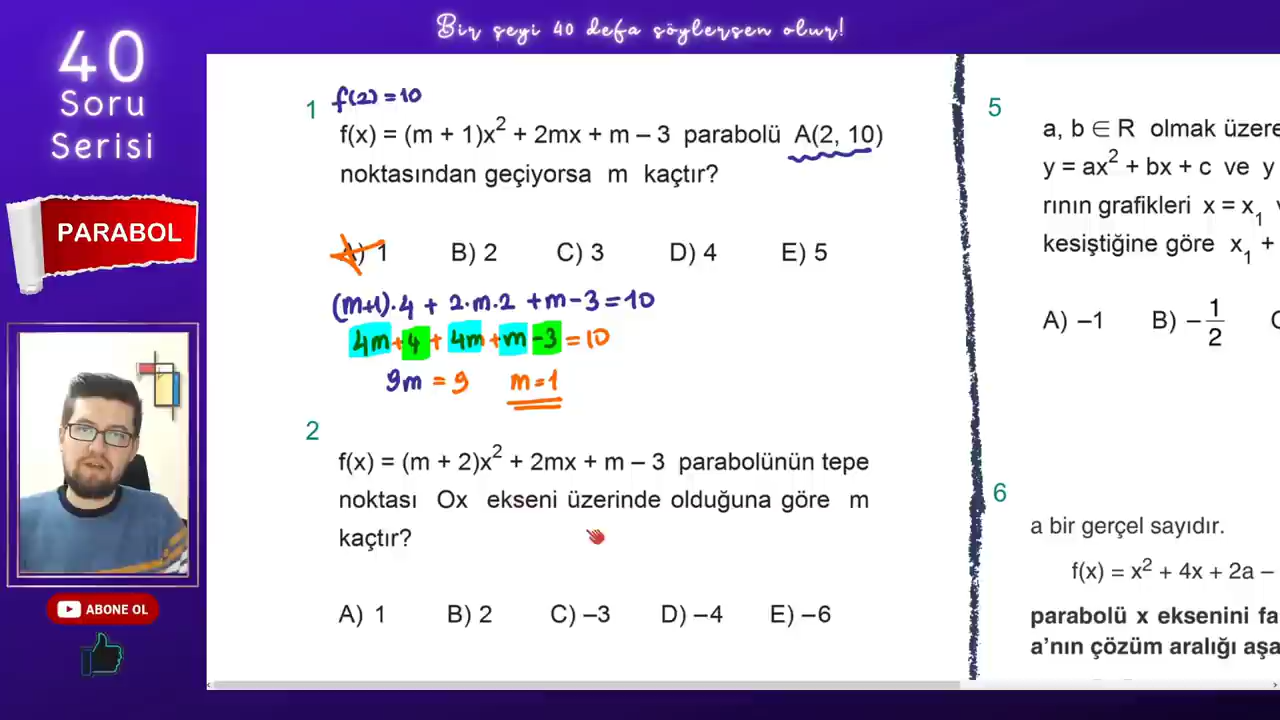 Bir şeyi 40 defa söylersen olur!
40
Soru
Serisi
PARABOL
ABONE OL
1
f(2) = 10
f(x) = (m + 1)x² + 2mx + m – 3 parabolü A(2, 10)
noktasından geçiyorsa m kaçtır?
A) 1 B) 2 C) 3 D) 4 E) 5
(m+1)·4 + 2·m·2 + m - 3 = 10
4m + 4 + 4m + m - 3 = 10
9m = 9 m = 1
2
f(x) = (m + 2)x² + 2mx + m – 3 parabolünün tepe
noktası Ox ekseni üzerinde olduğuna göre m
kaçtır?
A) 1 B) 2 C) –3 D) –4 E) –6
5
a, b ∈ R olmak üzere
y = ax² + bx + c ve y
rının grafikleri x = x₁ v
kesiştiğine göre x₁ +
A) –1 B) –1/2 C
6
a bir gerçel sayıdır.
f(x) = x² + 4x + 2a –
parabolü x eksenini fa
a’nın çözüm aralığı aşa